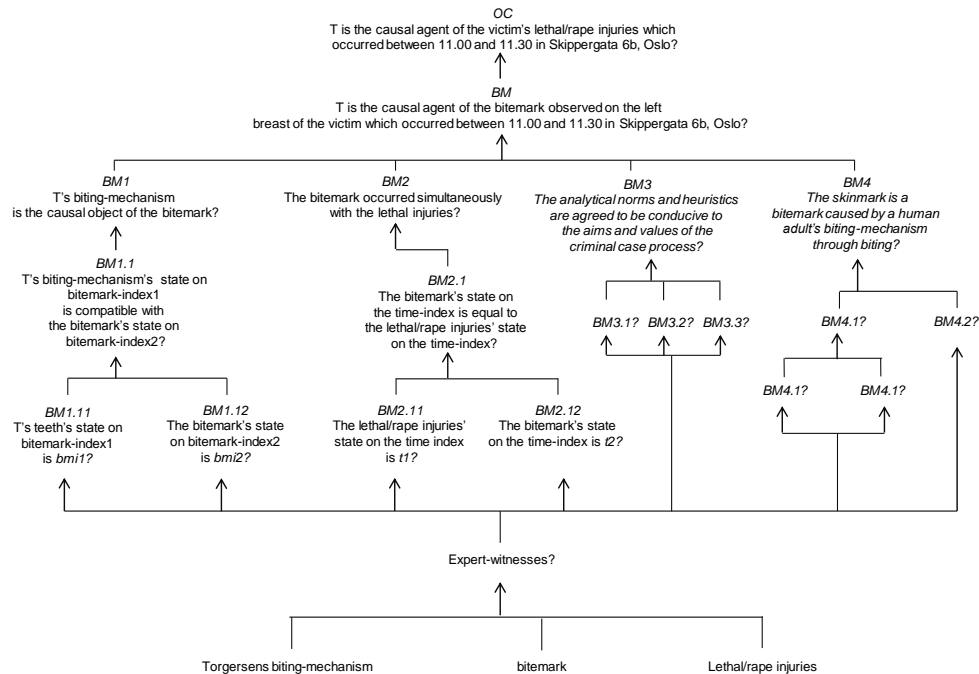 OC
T is the causal agent of the victim's lethal/rape injuries which
occurred between 11.00 and 11.30 in Skippergata 6b, Oslo?
BM
T is the causal agent of the bitemark observed on the left
breast of the victim which occurred between 11.00 and 11.30 in Skippergata 6b, Oslo?
BM1
T's biting-mechanism
is the causal object of the bitemark?
BM2
The bitemark occurred simultaneously
with the lethal injuries?
BM3
The analytical norms and heuristics
are agreed to be conducive to
the aims and values of the
criminal case process?
BM4
The skinmark is a
bitemark caused by a human
adult's biting-mechanism
through biting?
BM1.1
T's biting-mechanism's state on
bitemark-index1
is compatible with
the bitemark's state on
bitemark-index2?
BM2.1
The bitemark's state on
the time-index is equal to
the lethal/rape injuries' state
on the time-index?
BM3.1? BM3.2? BM3.3?
BM4.1?
BM4.2?
BM4.1?
BM4.1?
BM1.11
T's teeth's state on
bitemark-index1
is bmi1?
BM1.12
The bitemark's state
on bitemark-index2
is bmi2?
BM2.11
The lethal/rape injuries'
state on the time index
is t1?
BM2.12
The bitemark's state
on the time-index is t2?
Expert-witnesses?
Torgersens biting-mechanism
bitemark
Lethal/rape injuries